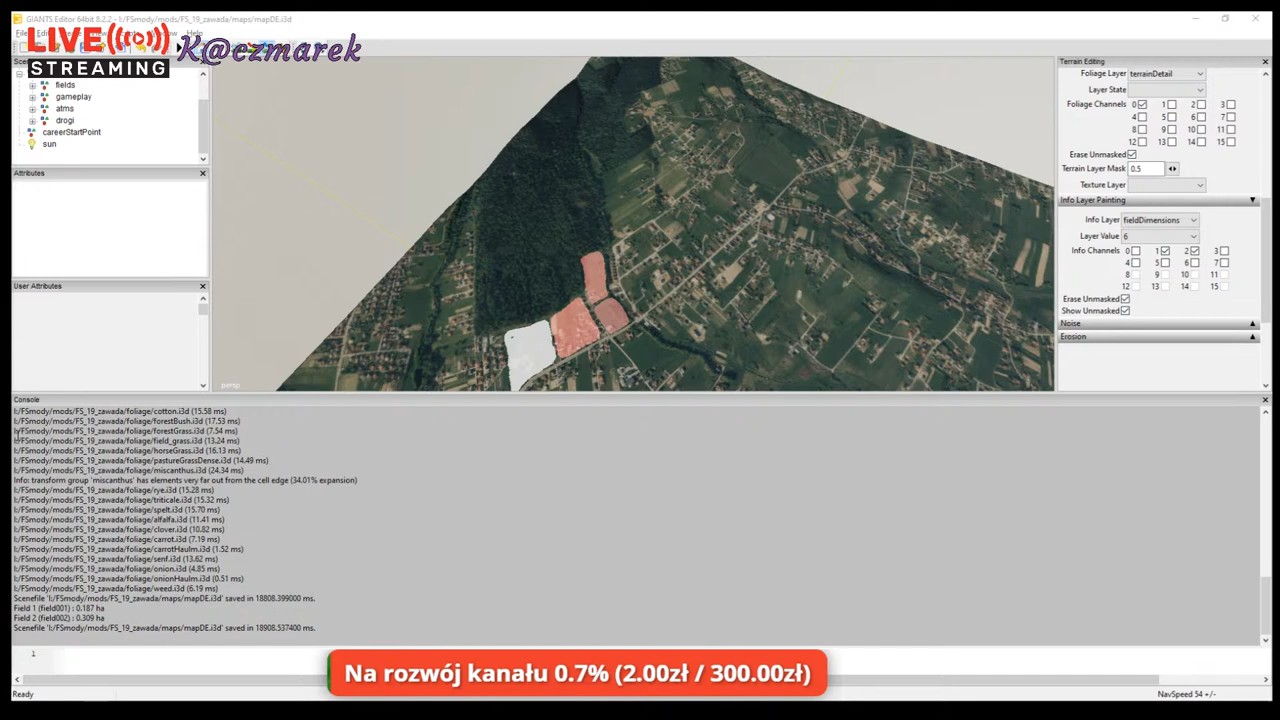 GIANTS Editor 64bit 8.2.2 - I:/FSmody/mods/FS_19_zawada/maps/mapDE.i3d
Help
LIVE
STREAMING
K@czmarek
fields
gameplay
atms
drogi
careerStartPoint
sun
Attributes
User Attributes
persp
Terrain Editing
Foliage Layer terrainDetail
Layer State
Foliage Channels 0 1 2 3
4 5 6 7
8 9 10 11
12 13 14 15
Erase Unmasked
Terrain Layer Mask 0.5
Texture Layer
Info Layer Painting
Info Layer fieldDimensions
Layer Value 6
Info Channels 0 1 2 3
4 5 6 7
8 9 10 11
12 13 14 15
Erase Unmasked
Show Unmasked
Noise
Erosion
Console
I:/FSmody/mods/FS_19_zawada/foliage/cotton.i3d (15.58 ms)
I:/FSmody/mods/FS_19_zawada/foliage/forestBush.i3d (17.53 ms)
I:/FSmody/mods/FS_19_zawada/foliage/forestGrass.i3d (7.54 ms)
I:/FSmody/mods/FS_19_zawada/foliage/field_grass.i3d (13.24 ms)
I:/FSmody/mods/FS_19_zawada/foliage/horseGrass.i3d (16.13 ms)
I:/FSmody/mods/FS_19_zawada/foliage/pastureGrassDense.i3d (14.49 ms)
I:/FSmody/mods/FS_19_zawada/foliage/miscanthus.i3d (24.34 ms)
Info: transform group 'miscanthus' has elements very far out from the cell edge (34.01% expansion)
I:/FSmody/mods/FS_19_zawada/foliage/rye.i3d (15.28 ms)
I:/FSmody/mods/FS_19_zawada/foliage/triticale.i3d (15.32 ms)
I:/FSmody/mods/FS_19_zawada/foliage/spelt.i3d (15.70 ms)
I:/FSmody/mods/FS_19_zawada/foliage/alfalfa.i3d (11.41 ms)
I:/FSmody/mods/FS_19_zawada/foliage/clover.i3d (10.82 ms)
I:/FSmody/mods/FS_19_zawada/foliage/carrot.i3d (7.19 ms)
I:/FSmody/mods/FS_19_zawada/foliage/carrotHaulm.i3d (1.52 ms)
I:/FSmody/mods/FS_19_zawada/foliage/senf.i3d (13.62 ms)
I:/FSmody/mods/FS_19_zawada/foliage/onion.i3d (4.85 ms)
I:/FSmody/mods/FS_19_zawada/foliage/onionHaulm.i3d (0.51 ms)
I:/FSmody/mods/FS_19_zawada/foliage/weed.i3d (6.19 ms)
Scenefile 'I:/FSmody/mods/FS_19_zawada/maps/mapDE.i3d' saved in 18808.399000 ms.
Field 1 (field001) : 0.187 ha
Field 2 (field002) : 0.309 ha
Scenefile 'I:/FSmody/mods/FS_19_zawada/maps/mapDE.i3d' saved in 18908.537400 ms.
1
Na rozwój kanału 0.7% (2.00zł / 300.00zł)
Ready
NavSpeed 54 +/-